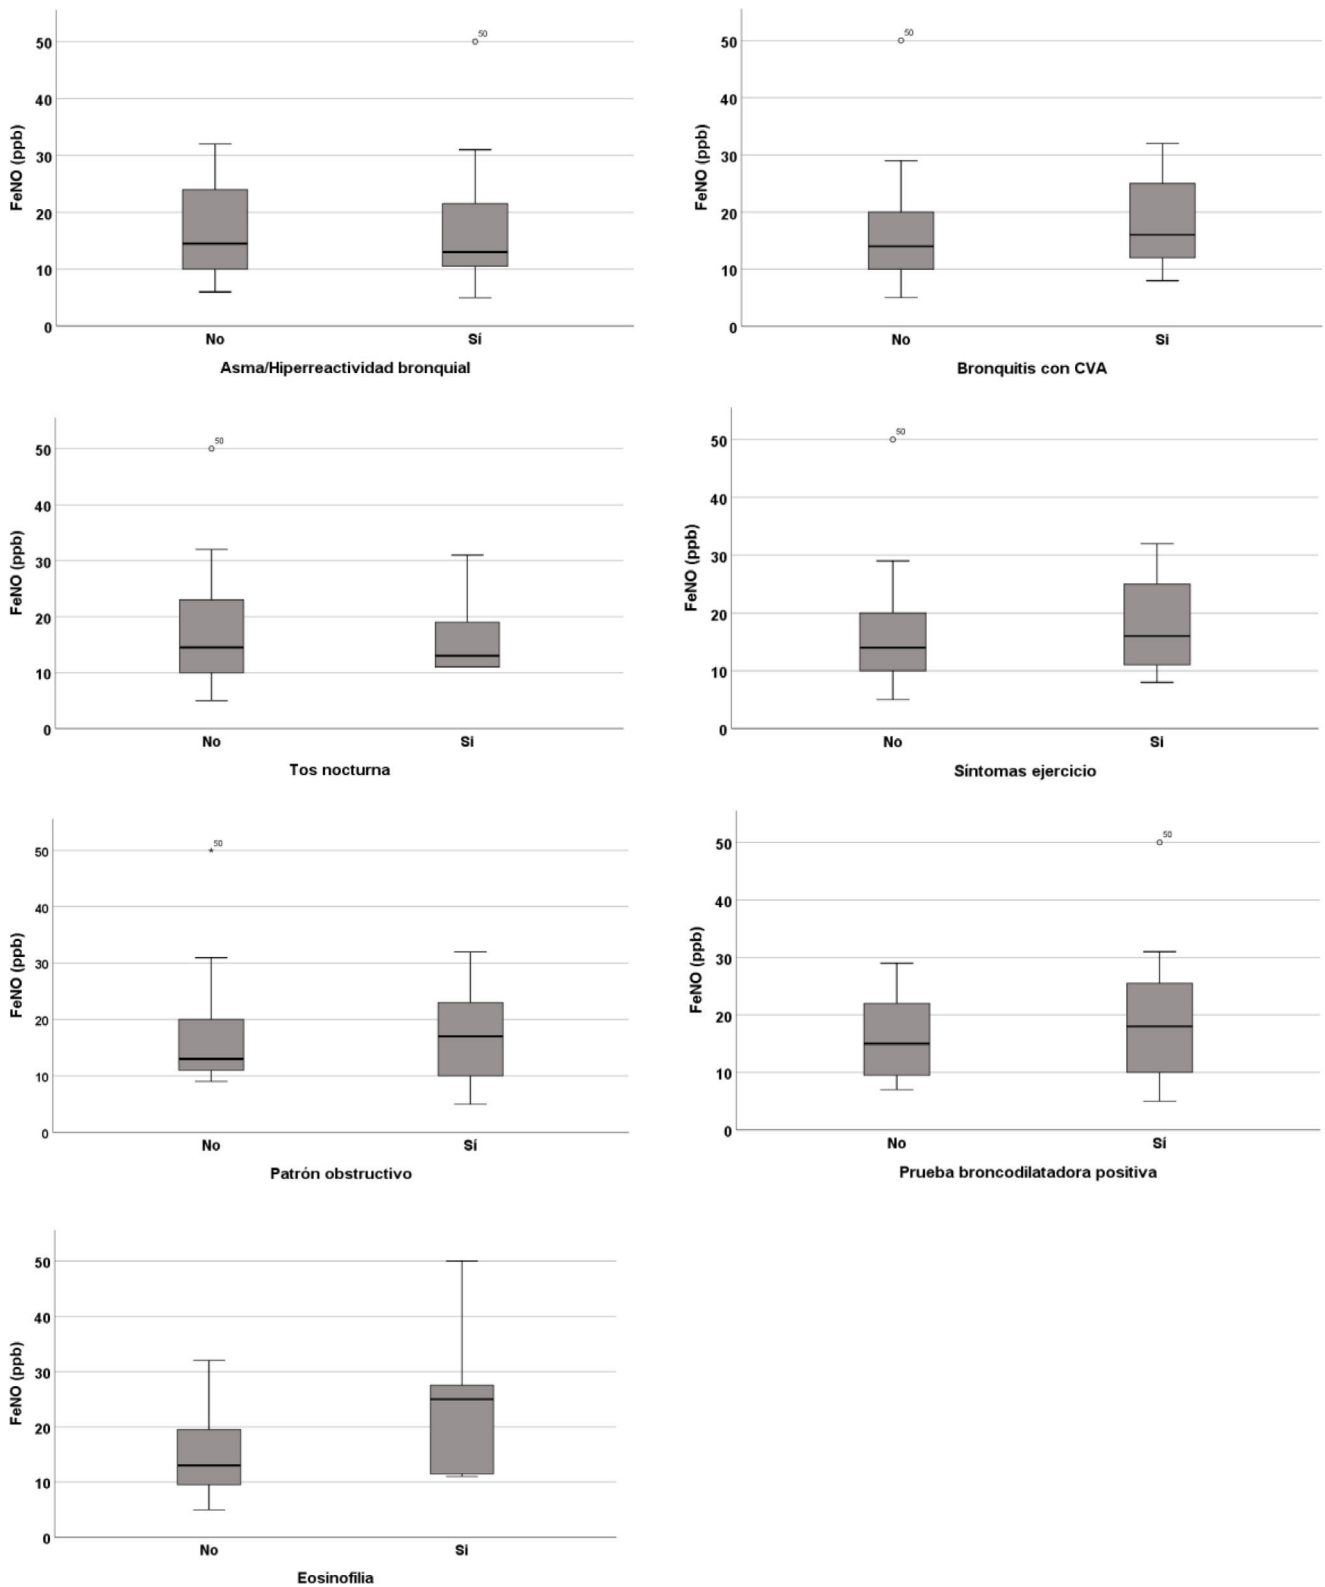 50
50
40
30
20
10
0
FeNO (ppb)
No
Sí
Asma/Hiperreactividad bronquial
50
50
40
30
20
10
0
FeNO (ppb)
No
Si
Bronquitis con CVA
50
50
40
30
20
10
0
FeNO (ppb)
No
Si
Tos nocturna
50
50
40
30
20
10
0
FeNO (ppb)
No
Si
Síntomas ejercicio
50
50
40
30
20
10
0
FeNO (ppb)
No
Sí
Patrón obstructivo
50
50
40
30
20
10
0
FeNO (ppb)
No
Sí
Prueba broncodilatadora positiva
50
40
30
20
10
0
FeNO (ppb)
No
Si
Eosinofilia